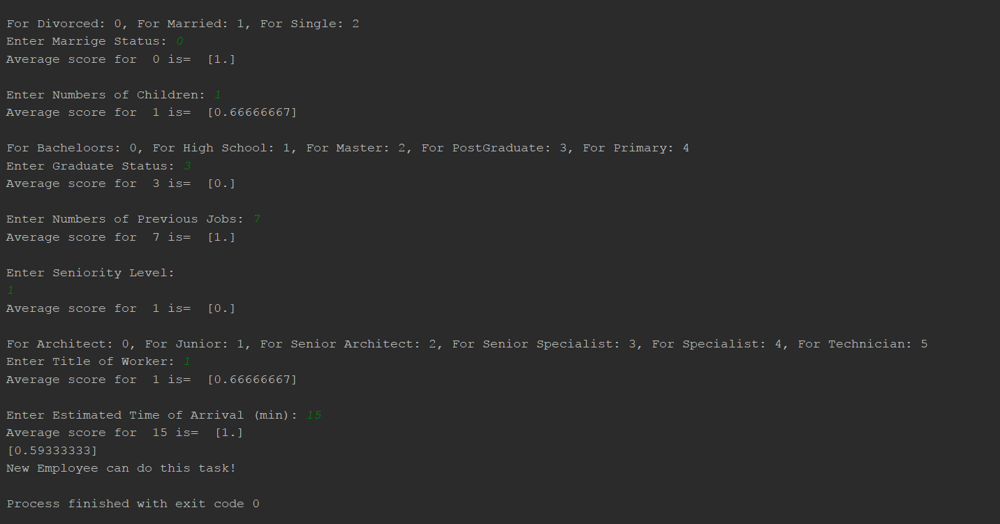 For Divorced: 0, For Married: 1, For Single: 2
Enter Marrige Status: 0
Average score for  0 is=  [1.]
Enter Numbers of Children: 1
Average score for  1 is=  [0.66666667]
For Bacheloors: 0, For High School: 1, For Master: 2, For PostGraduate: 3, For Primary: 4
Enter Graduate Status: 3
Average score for  3 is=  [0.]
Enter Numbers of Previous Jobs: 7
Average score for  7 is=  [1.]
Enter Seniority Level:
1
Average score for  1 is=  [0.]
For Architect: 0, For Junior: 1, For Senior Architect: 2, For Senior Specialist: 3, For Specialist: 4, For Technician: 5
Enter Title of Worker: 1
Average score for  1 is=  [0.66666667]
Enter Estimated Time of Arrival (min): 15
Average score for  15 is=  [1.]
[0.59333333]
New Employee can do this task!
Process finished with exit code 0